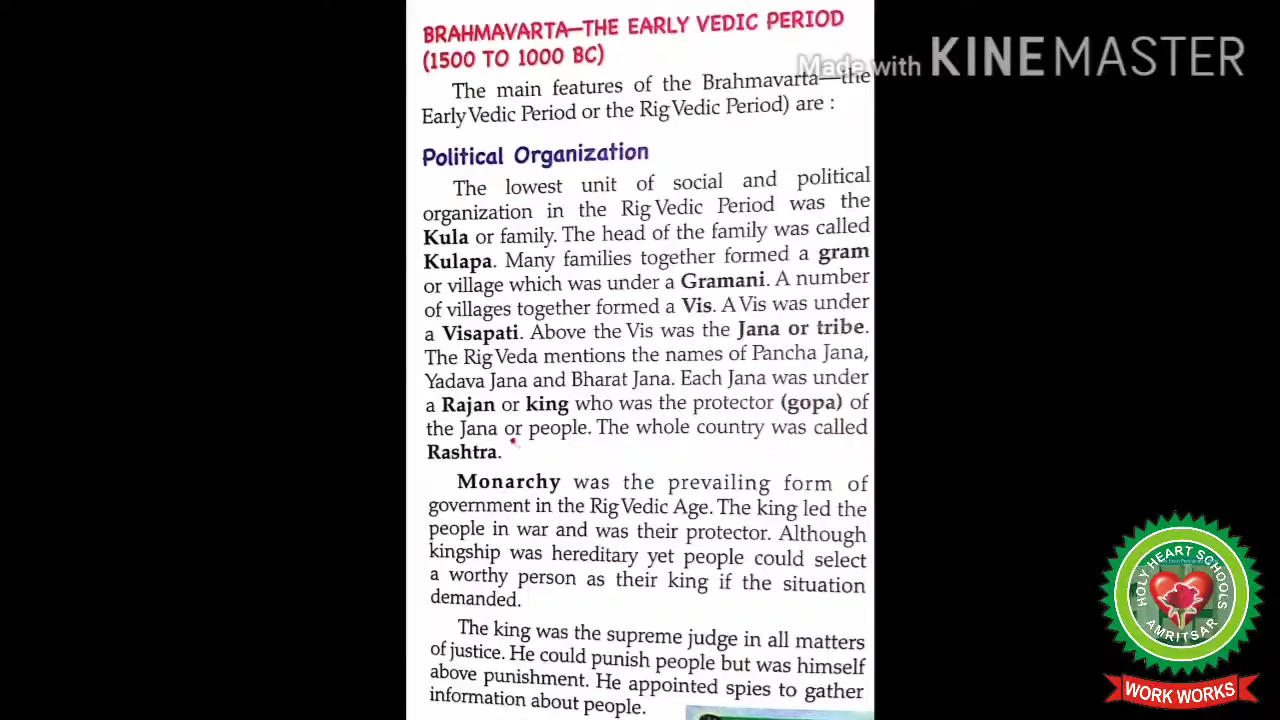 BRAHMAVARTA—THE EARLY VEDIC PERIOD
(1500 TO 1000 BC)
Made with KINEMASTER
The main features of the Brahmavarta—the
Early Vedic Period or the Rig Vedic Period) are :
Political Organization
The lowest unit of social and political
organization in the Rig Vedic Period was the
Kula or family. The head of the family was called
Kulapa. Many families together formed a gram
or village which was under a Gramani. A number
of villages together formed a Vis. A Vis was under
a Visapati. Above the Vis was the Jana or tribe.
The Rig Veda mentions the names of Pancha Jana,
Yadava Jana and Bharat Jana. Each Jana was under
a Rajan or king who was the protector (gopa) of
the Jana or people. The whole country was called
Rashtra.
Monarchy was the prevailing form of
government in the Rig Vedic Age. The king led the
people in war and was their protector. Although
kingship was hereditary yet people could select
a worthy person as their king if the situation
demanded.
The king was the supreme judge in all matters
of justice. He could punish people but was himself
above punishment. He appointed spies to gather
information about people.
HOLY HEART SCHOOLS
AMRITSAR
WORK WORKS